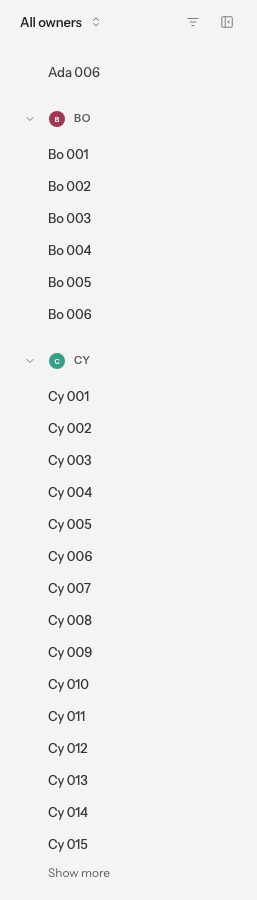 All owners
Ada 006
B BO
Bo 001
Bo 002
Bo 003
Bo 004
Bo 005
Bo 006
C CY
Cy 001
Cy 002
Cy 003
Cy 004
Cy 005
Cy 006
Cy 007
Cy 008
Cy 009
Cy 010
Cy 011
Cy 012
Cy 013
Cy 014
Cy 015
Show more